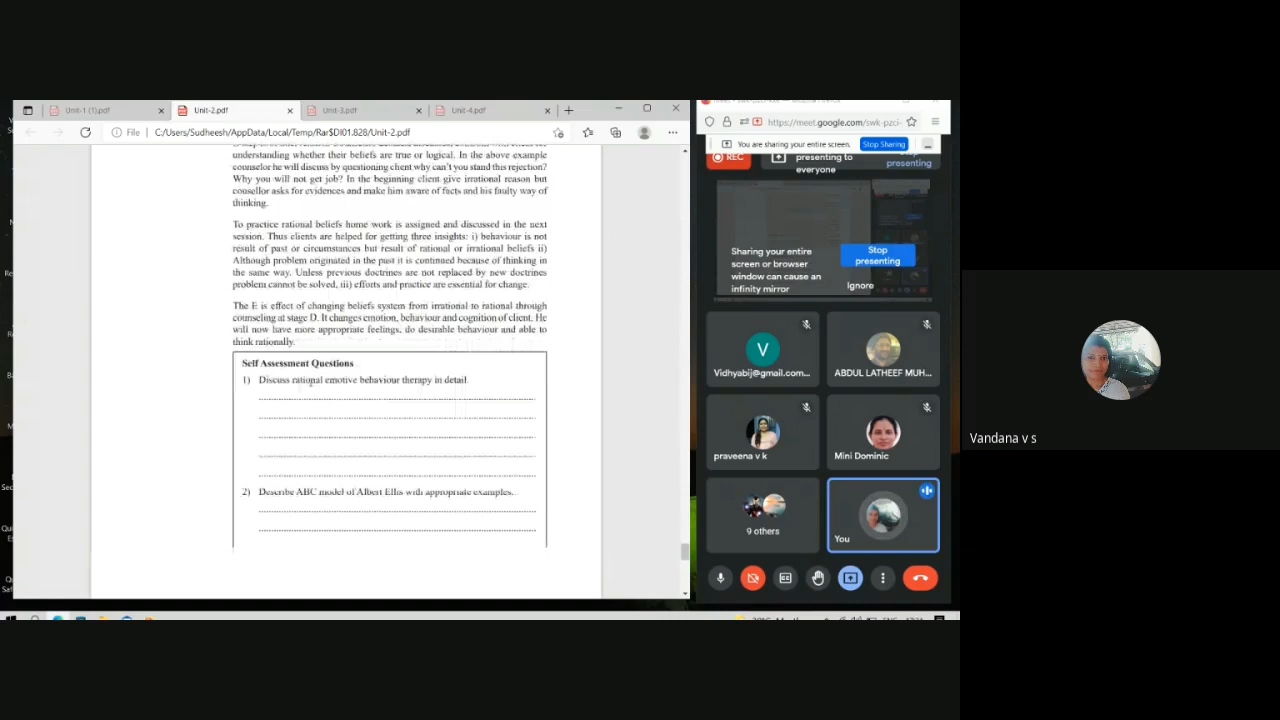 Unit-1 (1).pdf
Unit-2.pdf
Unit-3.pdf
Unit-4.pdf
File
C:/Users/Sudheesh/AppData/Local/Temp/Rar$DI01.828/Unit-2.pdf
understanding whether their beliefs are true or logical. In the above example
counselor he will discuss by questioning client why can't you stand this rejection?
Why you will not get job? In the beginning client give irrational reason but
cousellor asks for evidences and make him aware of facts and his faulty way of
thinking.
To practice rational beliefs home work is assigned and discussed in the next
session. Thus clients are helped for getting three insights: i) behaviour is not
result of past or circumstances but result of rational or irrational beliefs ii)
Although problem originated in the past it is continued because of thinking in
the same way. Unless previous doctrines are not replaced by new doctrines
problem cannot be solved, iii) efforts and practice are essential for change.
The E is effect of changing beliefs system from irrational to rational through
counseling at stage D. It changes emotion, behaviour and cognition of client. He
will now have more appropriate feelings, do desirable behaviour and able to
think rationally.
Self Assessment Questions
1) Discuss rational emotive behaviour therapy in detail.
2) Describe ABC model of Albert Ellis with appropriate examples.
https://meet.google.com/swk-pzci-
You are sharing your entire screen.
Stop Sharing
REC
presenting to
everyone
presenting
Sharing your entire
screen or browser
window can cause an
infinity mirror
Stop
presenting
Ignore
V
Vidhyabij@gmail.com...
ABDUL LATHEEF MUH...
praveena v k
Mini Dominic
9 others
You
Vandana v s